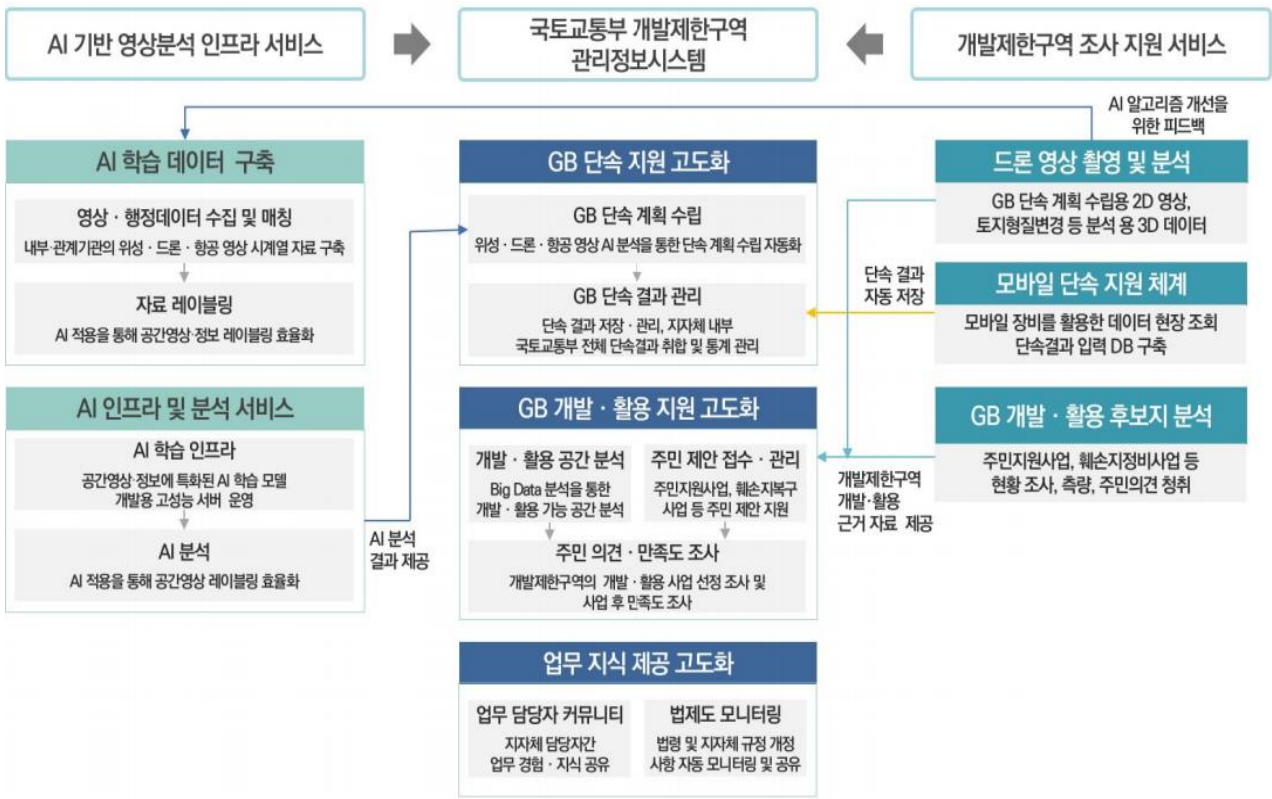 AI 기반 영상분석 인프라 서비스
국토교통부 개발제한구역
관리정보시스템
개발제한구역 조사 지원 서비스
AI 알고리즘 개선을
위한 피드백
AI 학습 데이터 구축
영상 · 행정데이터 수집 및 매칭
내부·관계기관의 위성 · 드론 · 항공 영상 시계열 자료 구축
자료 레이블링
AI 적용을 통해 공간영상·정보 레이블링 효율화
AI 인프라 및 분석 서비스
AI 학습 인프라
공간영상·정보에 특화된 AI 학습 모델
개발용 고성능 서버 운영
AI 분석
AI 적용을 통해 공간영상 레이블링 효율화
AI 분석
결과 제공
GB 단속 지원 고도화
GB 단속 계획 수립
위성 · 드론 · 항공 영상 AI 분석을 통한 단속 계획 수립 자동화
GB 단속 결과 관리
단속 결과 저장 · 관리, 지자체 내부
국토교통부 전체 단속결과 취합 및 통계 관리
GB 개발 · 활용 지원 고도화
개발 · 활용 공간 분석
Big Data 분석을 통한
개발 · 활용 가능 공간 분석
주민 제안 접수 · 관리
주민지원사업, 훼손지복구
사업 등 주민 제안 지원
주민 의견 · 만족도 조사
개발제한구역의 개발 · 활용 사업 선정 조사 및
사업 후 만족도 조사
업무 지식 제공 고도화
업무 담당자 커뮤니티
지자체 담당자간
업무 경험 · 지식 공유
법제도 모니터링
법령 및 지자체 규정 개정
사항 자동 모니터링 및 공유
드론 영상 촬영 및 분석
GB 단속 계획 수립용 2D 영상,
토지형질변경 등 분석 용 3D 데이터
단속 결과
자동 저장
모바일 단속 지원 체계
모바일 장비를 활용한 데이터 현장 조회
단속결과 입력 DB 구축
GB 개발 · 활용 후보지 분석
주민지원사업, 훼손지정비사업 등
현황 조사, 측량, 주민의견 청취
개발제한구역
개발·활용
근거 자료 제공